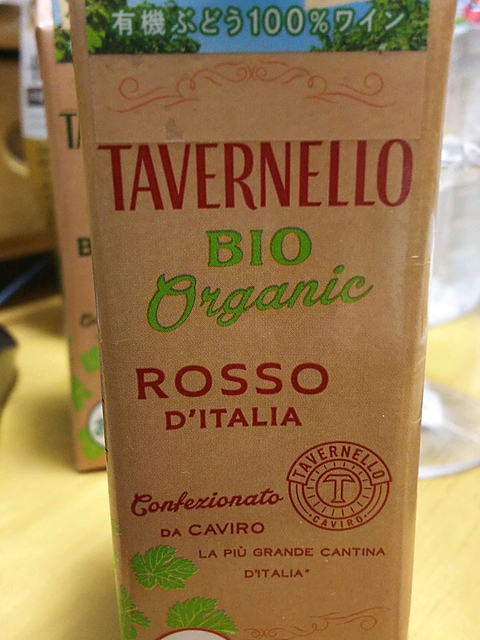 有機ぶどう100%ワイン
TAVERNELLO
BIO
Organic
ROSSO
D'ITALIA
TAVERNELLO
T
CAVIRO
Confezionato
DA CAVIRO
LA PIÙ GRANDE CANTINA
D'ITALIA*